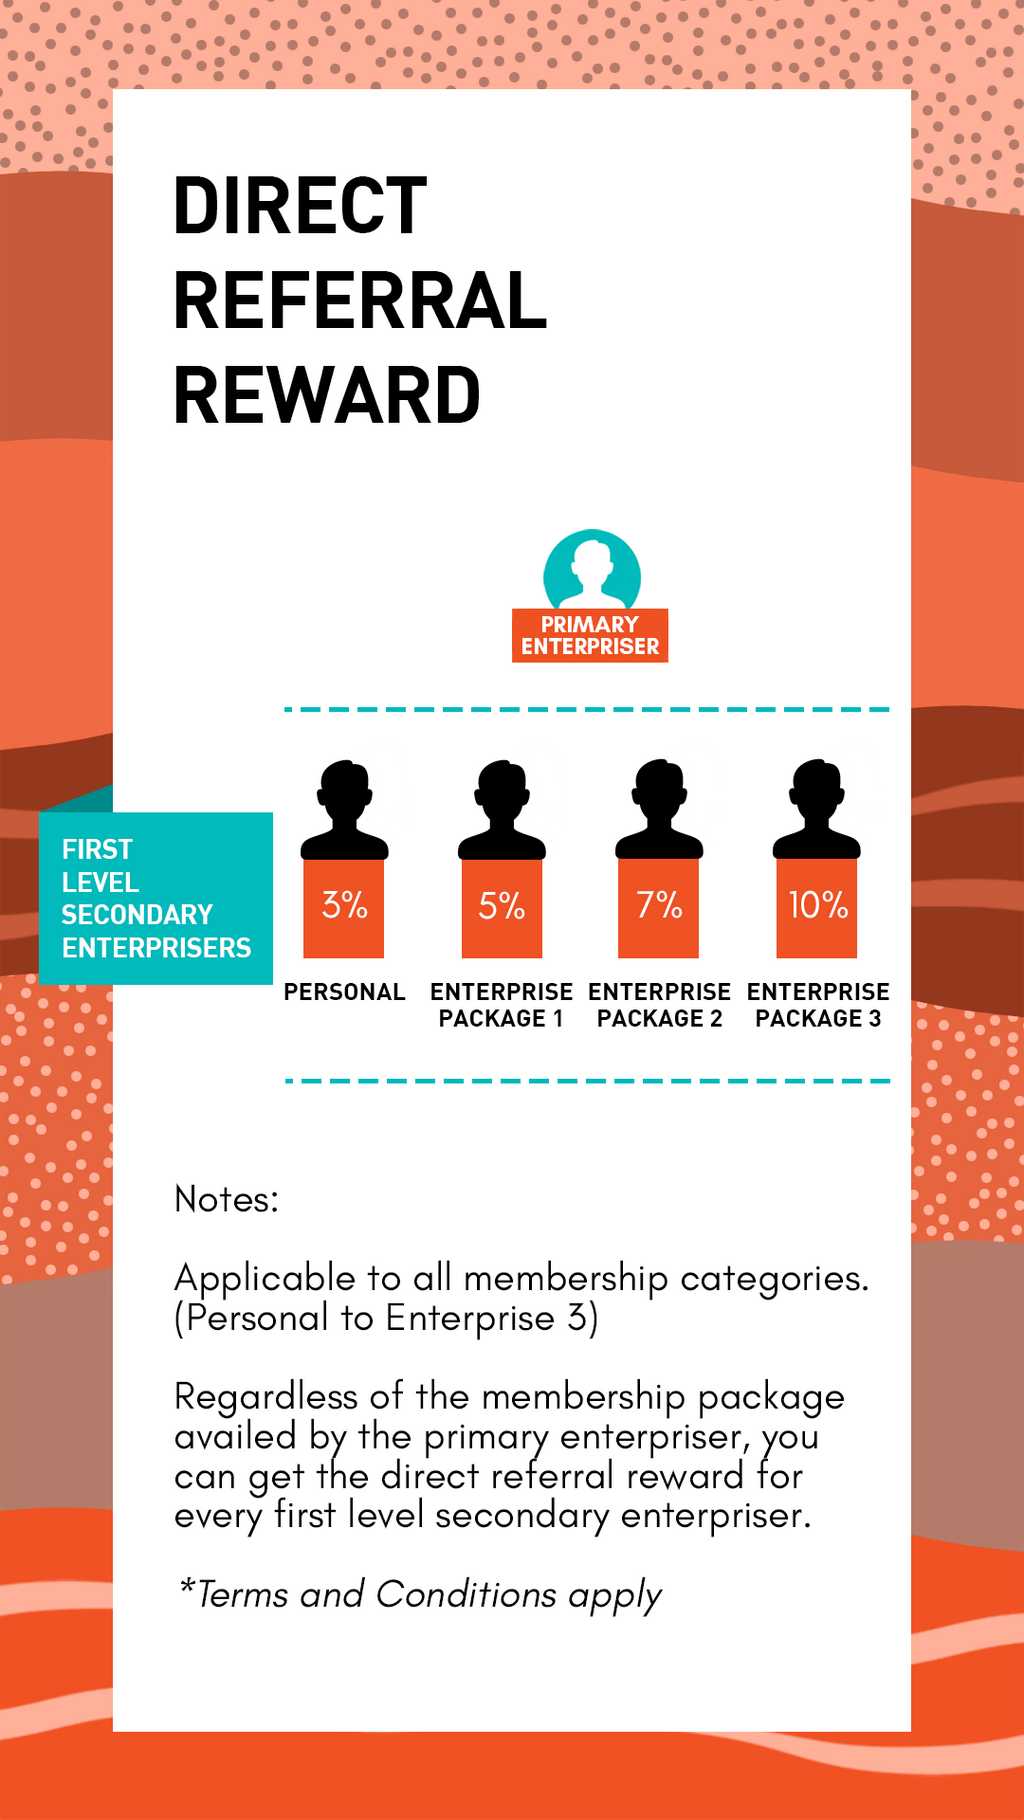 DIRECT
REFERRAL
REWARD
PRIMARY
ENTERPRISER
FIRST
LEVEL
SECONDARY
ENTERPRISERS
3% 5% 7% 10%
PERSONAL ENTERPRISE ENTERPRISE ENTERPRISE
PACKAGE 1 PACKAGE 2 PACKAGE 3
Notes:
Applicable to all membership categories.
(Personal to Enterprise 3)
Regardless of the membership package
availed by the primary enterpriser, you
can get the direct referral reward for
every first level secondary enterpriser.
*Terms and Conditions apply